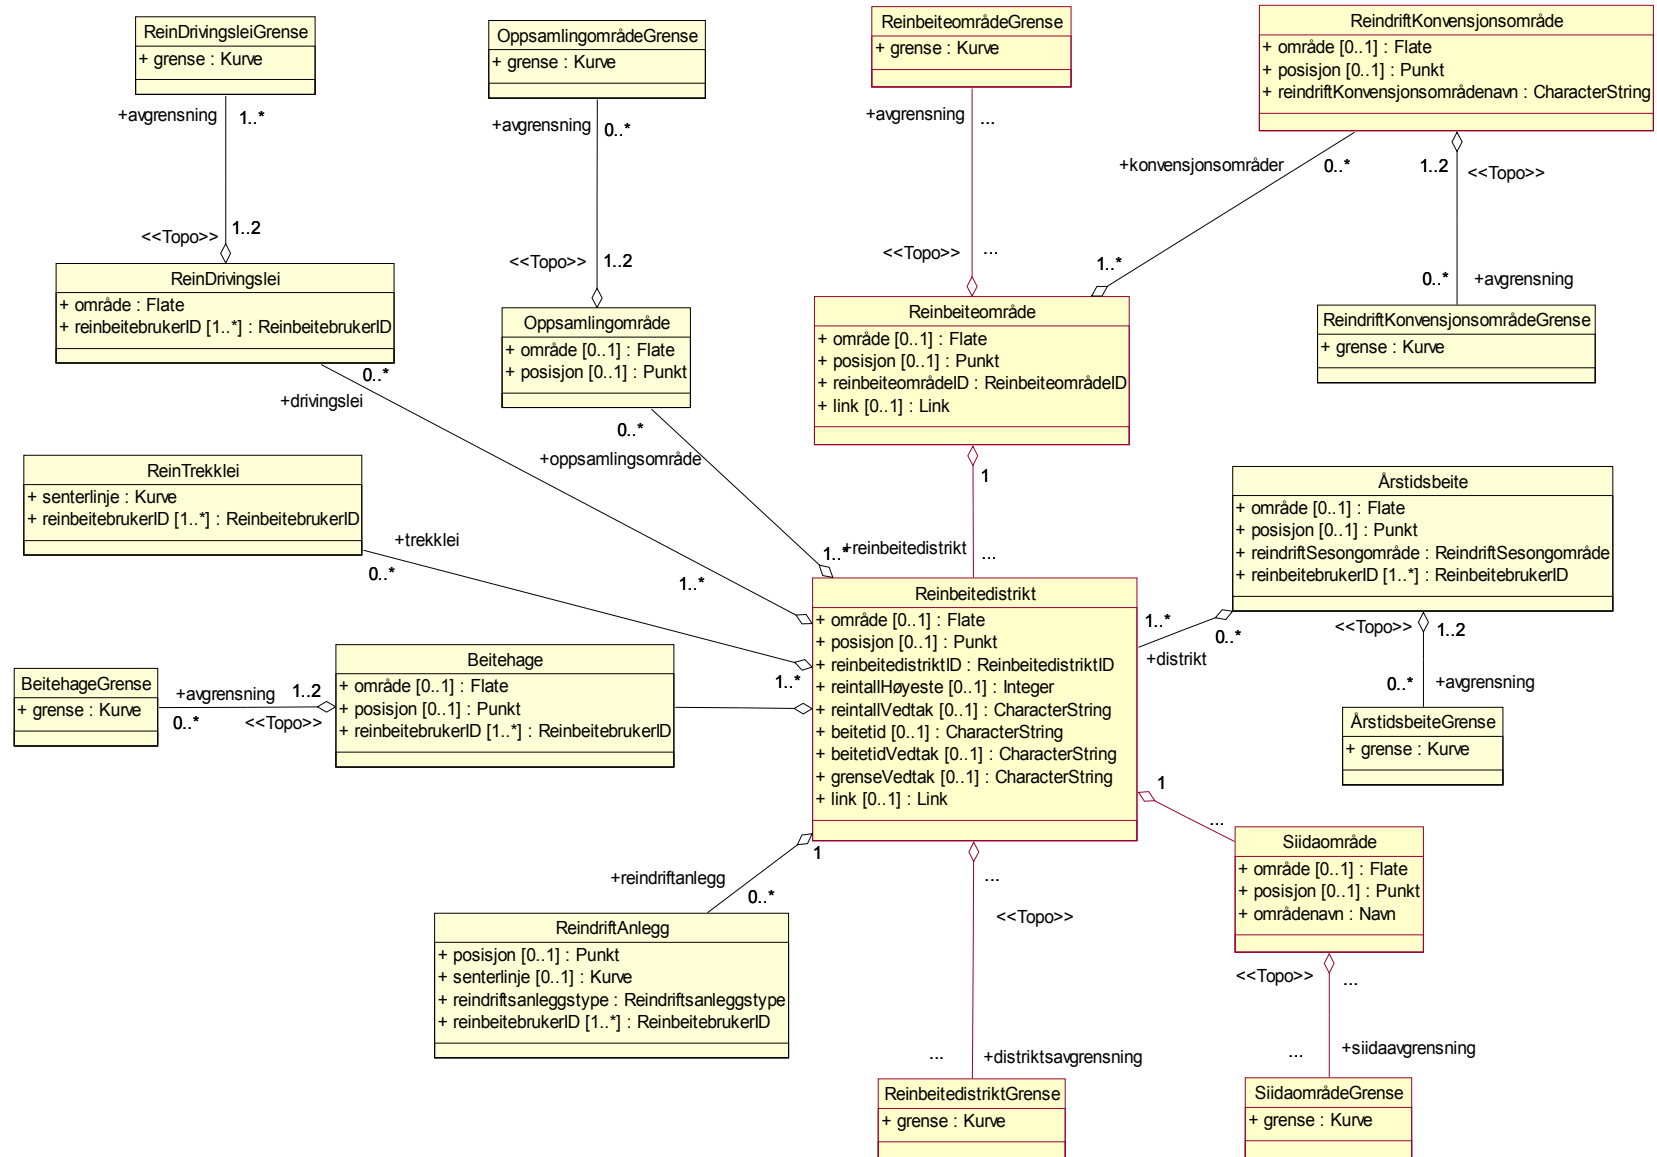 ReinDrivingsleiGrense
+ grense : Kurve
+avgrensning
1..*
<<Topo>>
1..2
ReinDrivingslei
+ område : Flate
+ reinbeitebrukerID [1..*] : ReinbeitebrukerID
0..*
+drivingslei
1..*
OppsamlingområdeGrense
+ grense : Kurve
+avgrensning
0..*
<<Topo>>
1..2
Oppsamlingområde
+ område [0..1] : Flate
+ posisjon [0..1] : Punkt
0..*
+oppsamlingsområde
1..*
ReinbeiteområdeGrense
+ grense : Kurve
+avgrensning
...
<<Topo>>
...
Reinbeiteområde
+ område [0..1] : Flate
+ posisjon [0..1] : Punkt
+ reinbeiteområdeID : ReinbeiteområdeID
+ link [0..1] : Link
1
+reinbeitedistrikt
...
ReindriftKonvensjonsområde
+ område [0..1] : Flate
+ posisjon [0..1] : Punkt
+ reindriftKonvensjonsområdenavn : CharacterString
+konvensjonsområder
0..*
1..*
1..2
<<Topo>>
0..*
+avgrensning
ReindriftKonvensjonsområdeGrense
+ grense : Kurve
ReinTrekklei
+ senterlinje : Kurve
+ reinbeitebrukerID [1..*] : ReinbeitebrukerID
+trekklei
0..*
1..*
Årstidsbeite
+ område [0..1] : Flate
+ posisjon [0..1] : Punkt
+ reindriftSesongområde : ReindriftSesongområde
+ reinbeitebrukerID [1..*] : ReinbeitebrukerID
1..*
0..*
+distrikt
<<Topo>>
1..2
0..*
+avgrensning
ÅrstidsbeiteGrense
+ grense : Kurve
Reinbeitedistrikt
+ område [0..1] : Flate
+ posisjon [0..1] : Punkt
+ reinbeitedistriktID : ReinbeitedistriktID
+ reintallHøyeste [0..1] : Integer
+ reintallVedtak [0..1] : CharacterString
+ beitetid [0..1] : CharacterString
+ beitetidVedtak [0..1] : CharacterString
+ grenseVedtak [0..1] : CharacterString
+ link [0..1] : Link
BeitehageGrense
+ grense : Kurve
+avgrensning
0..*
1..2
<<Topo>>
Beitehage
+ område [0..1] : Flate
+ posisjon [0..1] : Punkt
+ reinbeitebrukerID [1..*] : ReinbeitebrukerID
1
+reindriftanlegg
0..*
ReindriftAnlegg
+ posisjon [0..1] : Punkt
+ senterlinje [0..1] : Kurve
+ reindriftsanleggstype : Reindriftsanleggstype
+ reinbeitebrukerID [1..*] : ReinbeitebrukerID
...
<<Topo>>
...
+distriktsavgrensning
ReinbeitedistriktGrense
+ grense : Kurve
1
...
Siidaområde
+ område [0..1] : Flate
+ posisjon [0..1] : Punkt
+ områdenavn : Navn
<<Topo>>
...
...
+siidaavgrensning
SiidaområdeGrense
+ grense : Kurve